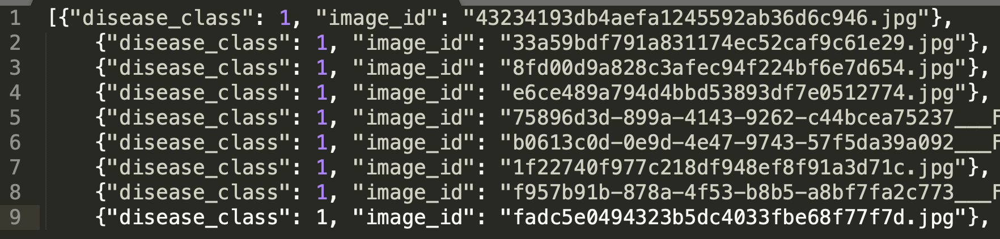 1 [{"disease_class": 1, "image_id": "43234193db4aefa1245592ab36d6c946.jpg"},
2 {"disease_class": 1, "image_id": "33a59bdf791a831174ec52caf9c61e29.jpg"},
3 {"disease_class": 1, "image_id": "8fd00d9a828c3afec94f224bf6e7d654.jpg"},
4 {"disease_class": 1, "image_id": "e6ce489a794d4bbd53893df7e0512774.jpg"},
5 {"disease_class": 1, "image_id": "75896d3d-899a-4143-9262-c44bcea75237___F
6 {"disease_class": 1, "image_id": "b0613c0d-0e9d-4e47-9743-57f5da39a092___F
7 {"disease_class": 1, "image_id": "1f22740f977c218df948ef8f91a3d71c.jpg"},
8 {"disease_class": 1, "image_id": "f957b91b-878a-4f53-b8b5-a8bf7fa2c773___F
9 {"disease_class": 1, "image_id": "fadc5e0494323b5dc4033fbe68f77f7d.jpg"},